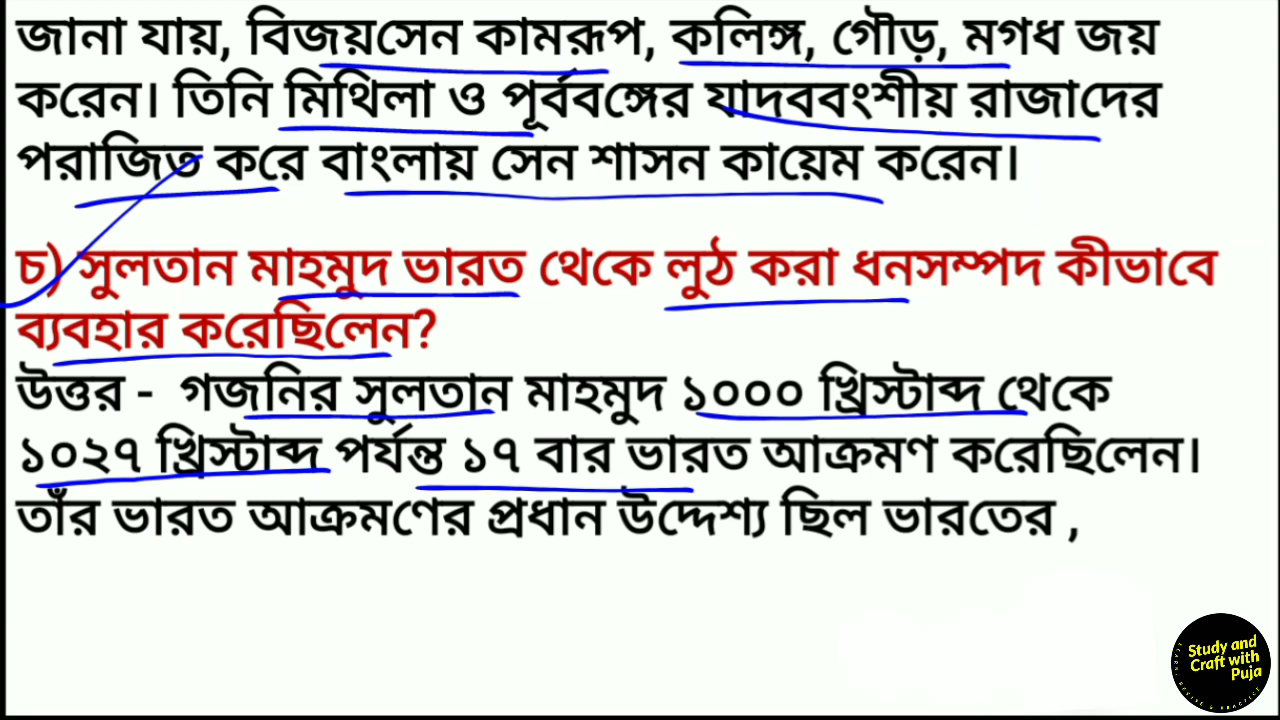 জানা যায়, বিজয়সেন কামরূপ, কলিঙ্গ, গৌড়, মগধ জয়
করেন। তিনি মিথিলা ও পূর্ববঙ্গের যাদববংশীয় রাজাদের
পরাজিত করে বাংলায় সেন শাসন কায়েম করেন।
চ) সুলতান মাহমুদ ভারত থেকে লুঠ করা ধনসম্পদ কীভাবে
ব্যবহার করেছিলেন?
উত্তর - গজনির সুলতান মাহমুদ ১০০০ খ্রিস্টাব্দ থেকে
১০২৭ খ্রিস্টাব্দ পর্যন্ত ১৭ বার ভারত আক্রমণ করেছিলেন।
তাঁর ভারত আক্রমণের প্রধান উদ্দেশ্য ছিল ভারতের ,
Study and
Craft with
Puja